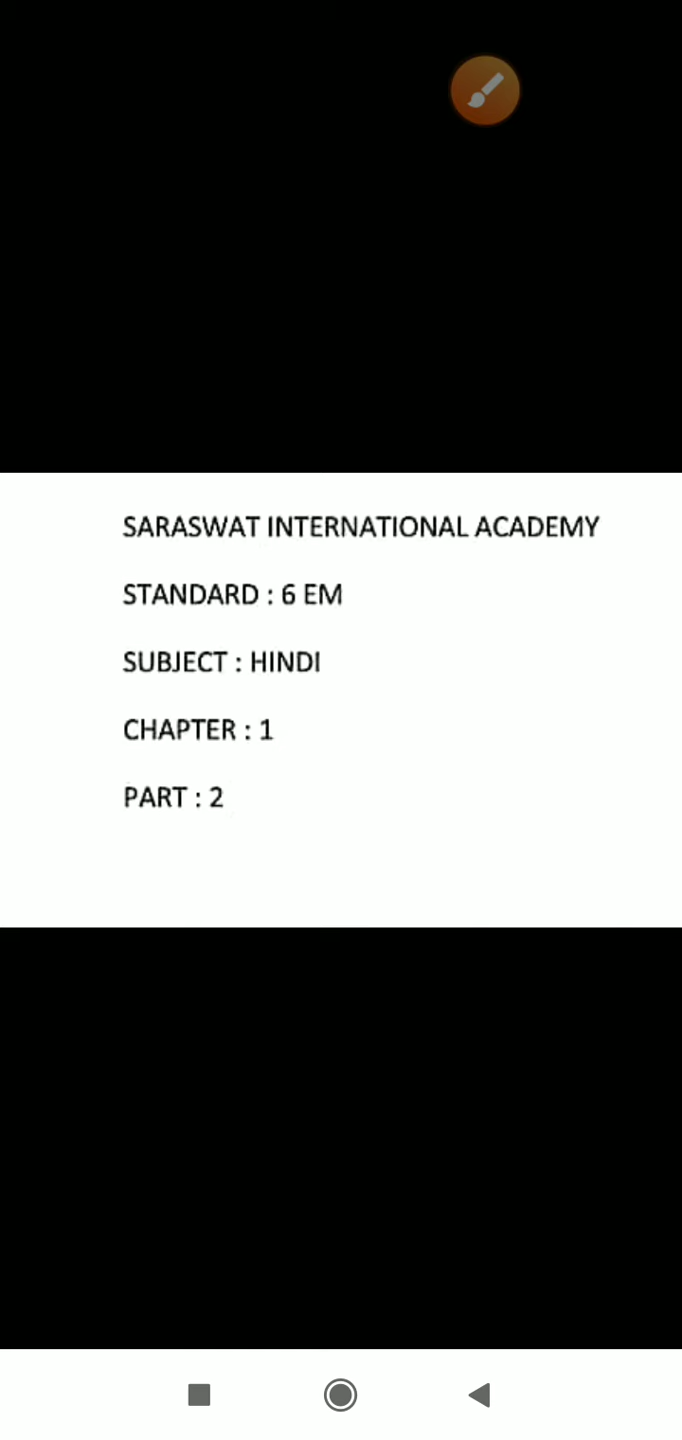 SARASWAT INTERNATIONAL ACADEMY
STANDARD : 6 EM
SUBJECT : HINDI
CHAPTER : 1
PART : 2